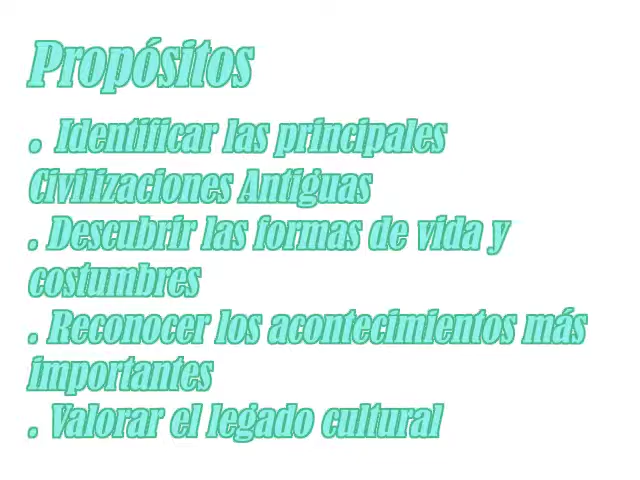 Propósitos
. Identificar las principales
Civilizaciones Antiguas
. Descubrir las formas de vida y
costumbres
. Reconocer los acontecimientos más
importantes
. Valorar el legado cultural